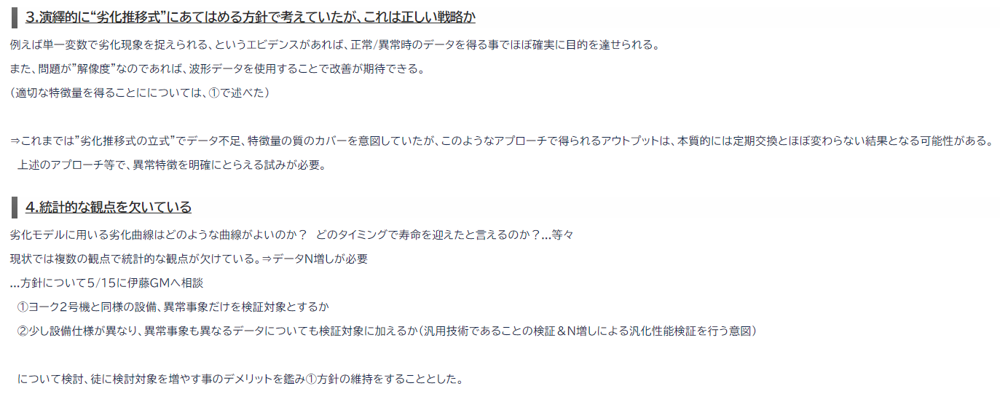 3.演繹的に“劣化推移式”にあてはめる方針で考えていたが、これは正しい戦略か
例えば単一変数で劣化現象を捉えられる、というエビデンスがあれば、正常/異常時のデータを得る事でほぼ確実に目的を達せられる。
また、問題が”解像度”なのであれば、波形データを使用することで改善が期待できる。
（適切な特徴量を得ることにについては、①で述べた）
⇒これまでは”劣化推移式の立式”でデータ不足、特徴量の質のカバーを意図していたが、このようなアプローチで得られるアウトプットは、本質的には定期交換とほぼ変わらない結果となる可能性がある。
上述のアプローチ等で、異常特徴を明確にとらえる試みが必要。
4.統計的な観点を欠いている
劣化モデルに用いる劣化曲線はどのような曲線がよいのか？　どのタイミングで寿命を迎えたと言えるのか？...等々
現状では複数の観点で統計的な観点が欠けている。⇒データN増しが必要
...方針について5/15に伊藤GMへ相談
①ヨーク2号機と同様の設備、異常事象だけを検証対象とするか
②少し設備仕様が異なり、異常事象も異なるデータについても検証対象に加えるか（汎用技術であることの検証＆N増しによる汎化性能検証を行う意図）
について検討、徒に検討対象を増やす事のデメリットを鑑み①方針の維持をすることとした。